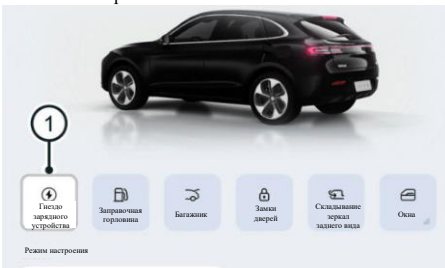 1
Гнездо
зарядного
устройства
Заправочная
горловина
Багажник
Замки
дверей
Складывание
зеркал
заднего вида
Окна
Режим настроения